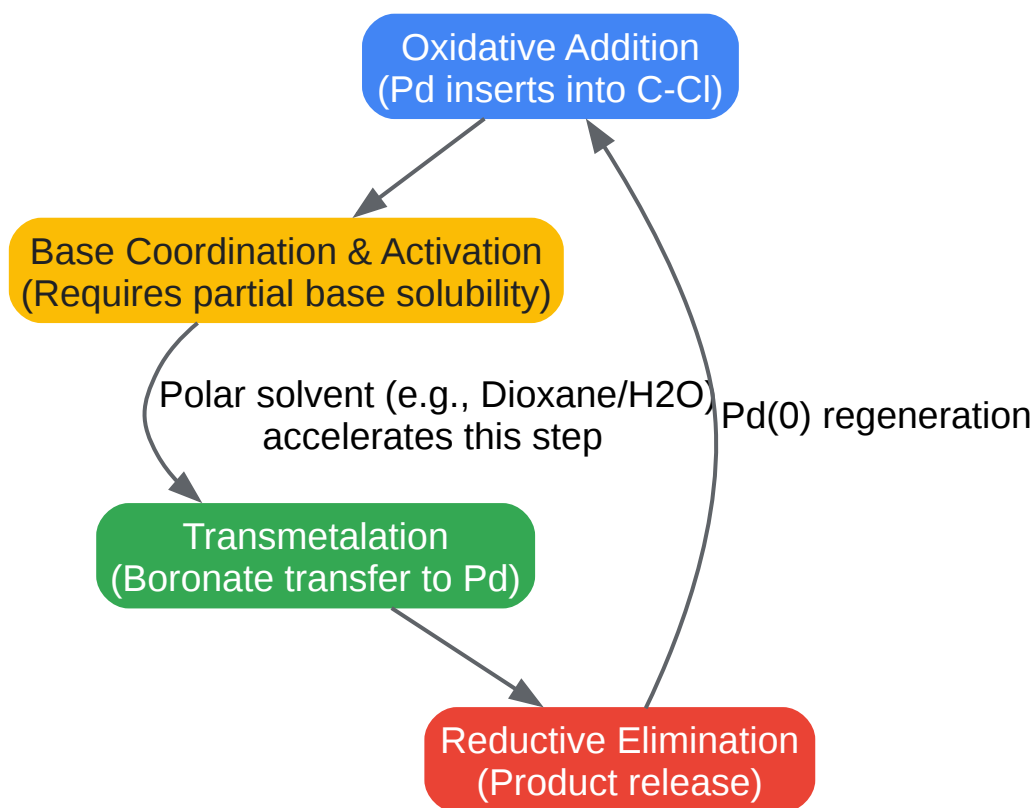 Oxidative Addition
(Pd inserts into C-Cl)
Base Coordination & Activation
(Requires partial base solubility)
Polar solvent (e.g., Dioxane/H2O)
accelerates this step
Pd(0) regeneration
Transmetalation
(Boronate transfer to Pd)
Reductive Elimination
(Product release)